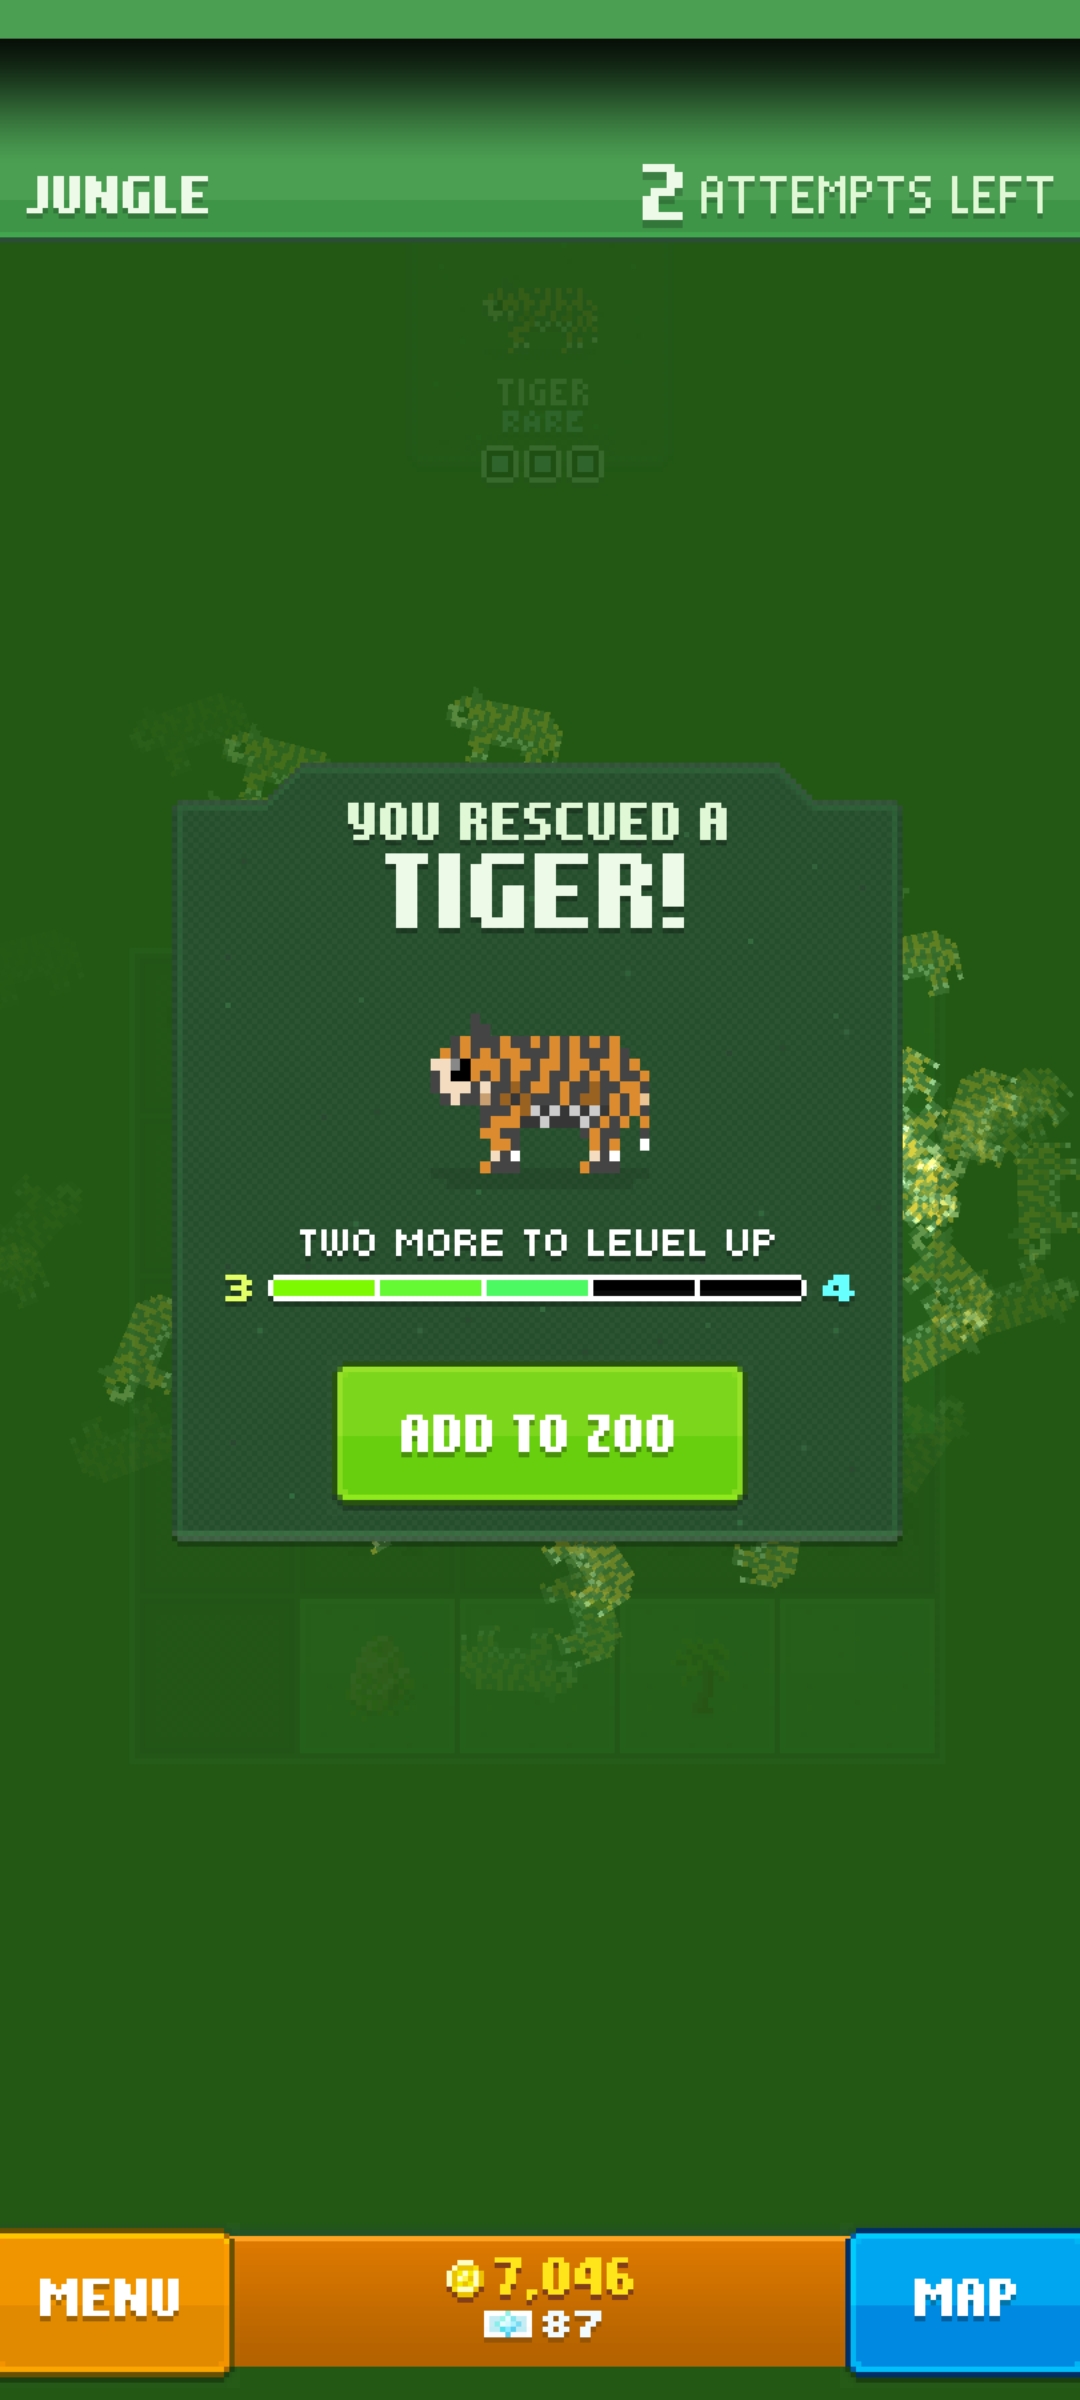 JUNGLE
2 ATTEMPTS LEFT
TIGER
RARE
YOU RESCUED A
TIGER!
TWO MORE TO LEVEL UP
3 4
ADD TO ZOO
MENU
7,046
87
MAP